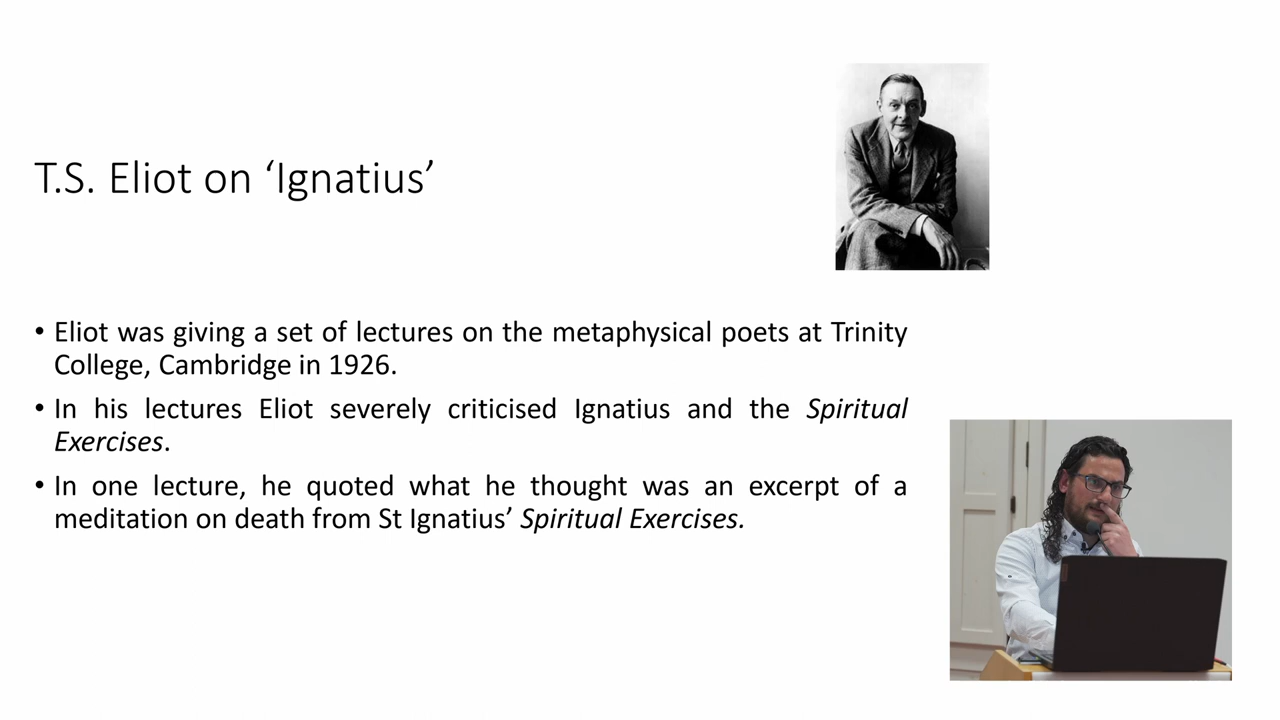 T.S. Eliot on ‘Ignatius’
• Eliot was giving a set of lectures on the metaphysical poets at Trinity
College, Cambridge in 1926.
• In his lectures Eliot severely criticised Ignatius and the Spiritual
Exercises.
• In one lecture, he quoted what he thought was an excerpt of a
meditation on death from St Ignatius’ Spiritual Exercises.